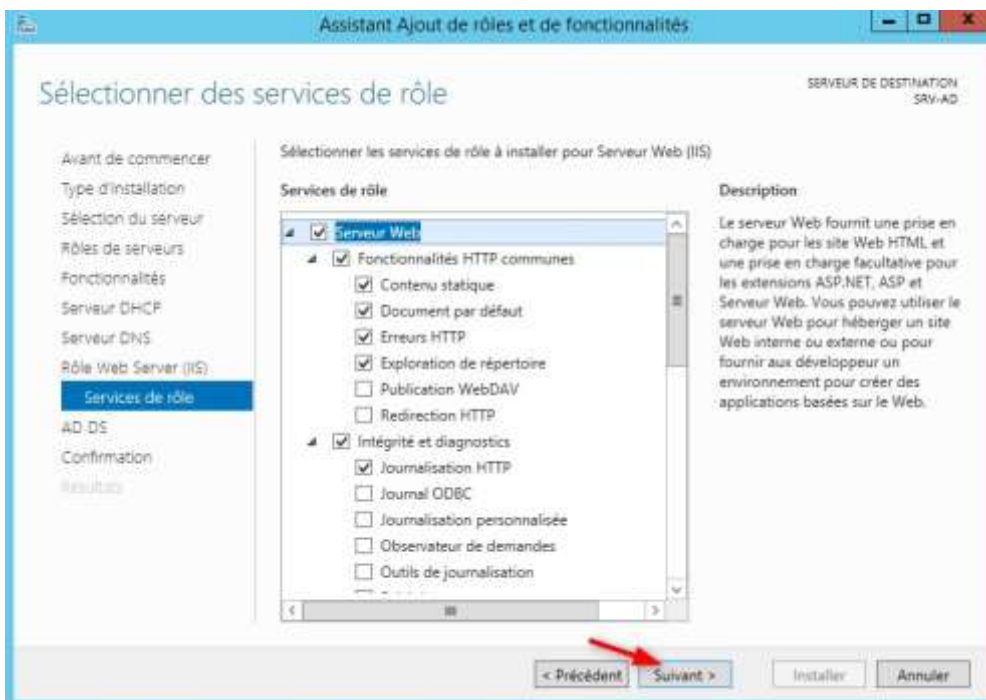 Assistant Ajout de rôles et de fonctionnalités
Sélectionner des services de rôle
SERVEUR DE DESTINATION
SRV-AD
Avant de commencer
Type d'installation
Sélection du serveur
Rôles de serveurs
Fonctionnalités
Serveur DHCP
Serveur DNS
Rôle Web Server (IIS)
Services de rôle
AD DS
Confirmation
Résultats
Sélectionner les services de rôle à installer pour Serveur Web (IIS)
Services de rôle
Serveur Web
Fonctionnalités HTTP communes
Contenu statique
Document par défaut
Erreurs HTTP
Exploration de répertoire
Publication WebDAV
Redirection HTTP
Intégrité et diagnostics
Journalisation HTTP
Journal ODBC
Journalisation personnalisée
Observateur de demandes
Outils de journalisation
Description
Le serveur Web fournit une prise en
charge pour les site Web HTML et
une prise en charge facultative pour
les extensions ASP.NET, ASP et
Serveur Web. Vous pouvez utiliser le
serveur Web pour héberger un site
Web interne ou externe ou pour
fournir aux développeur un
environnement pour créer des
applications basées sur le Web.
< Précédent
Suivant >
Installer
Annuler